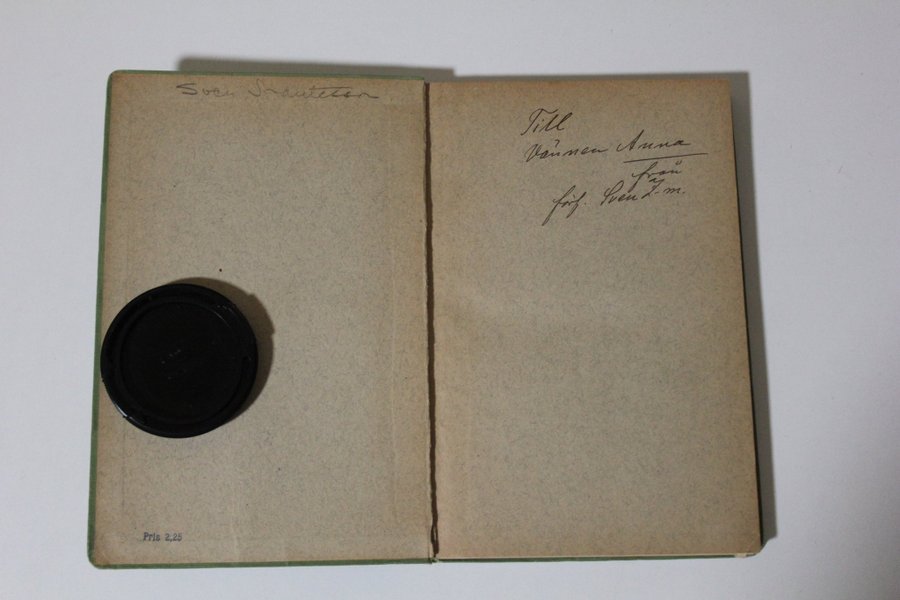 Sven
Till
Vännen Anna
från
förf. Sven Z-m.
Pris 2,25